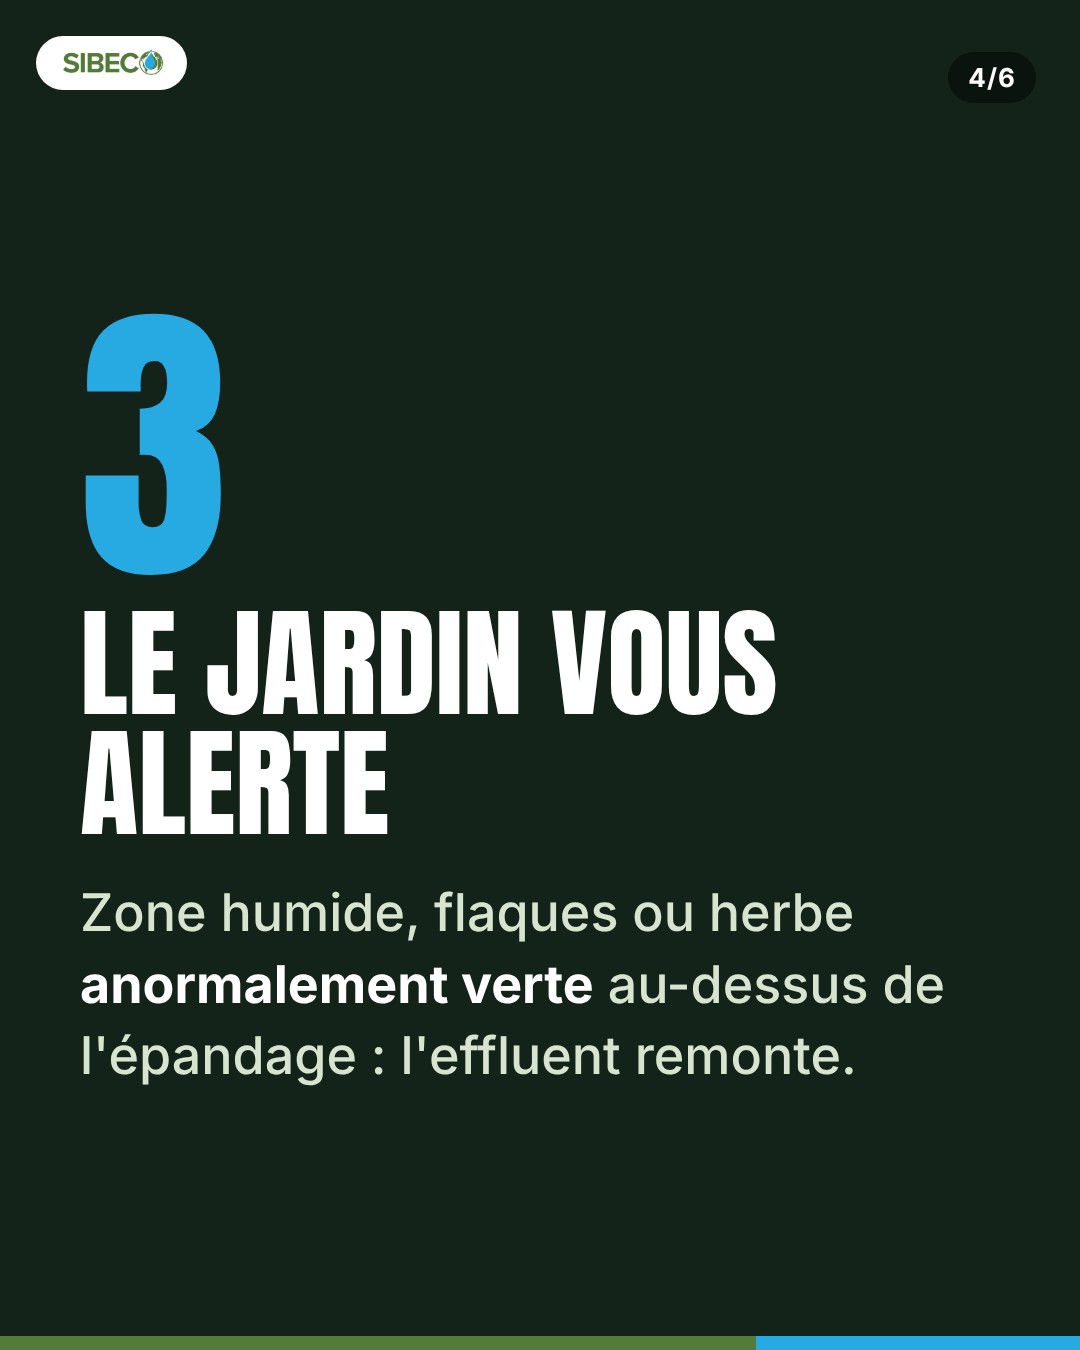 SIBECO
4/6
3
LE JARDIN VOUS
ALERTE
Zone humide, flaques ou herbe
anormalement verte au-dessus de
l'épandage : l'effluent remonte.